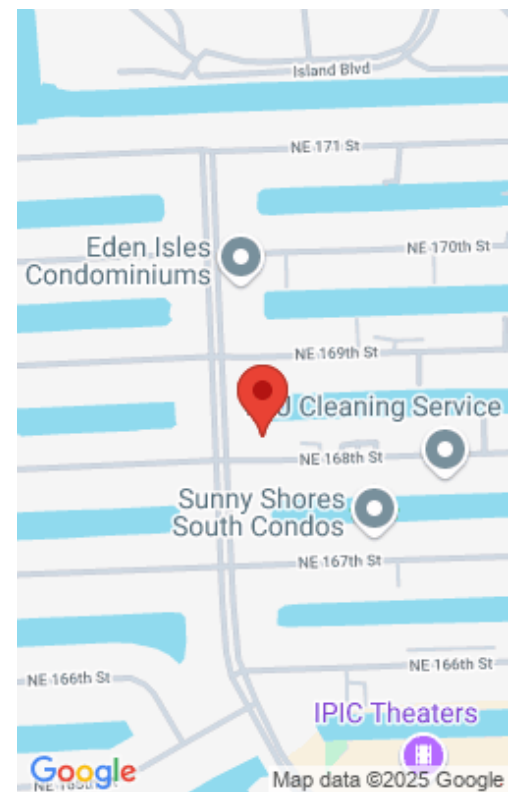 Island Blvd
NE 171 St
Eden Isles
Condominiums
NE 170th St
NE 169th St
J Cleaning Service
NE 168th St
Sunny Shores
South Condos
NE 167th St
NE 166th St
NE 166th St
IPIC Theaters
Google
Map data ©2025 Google